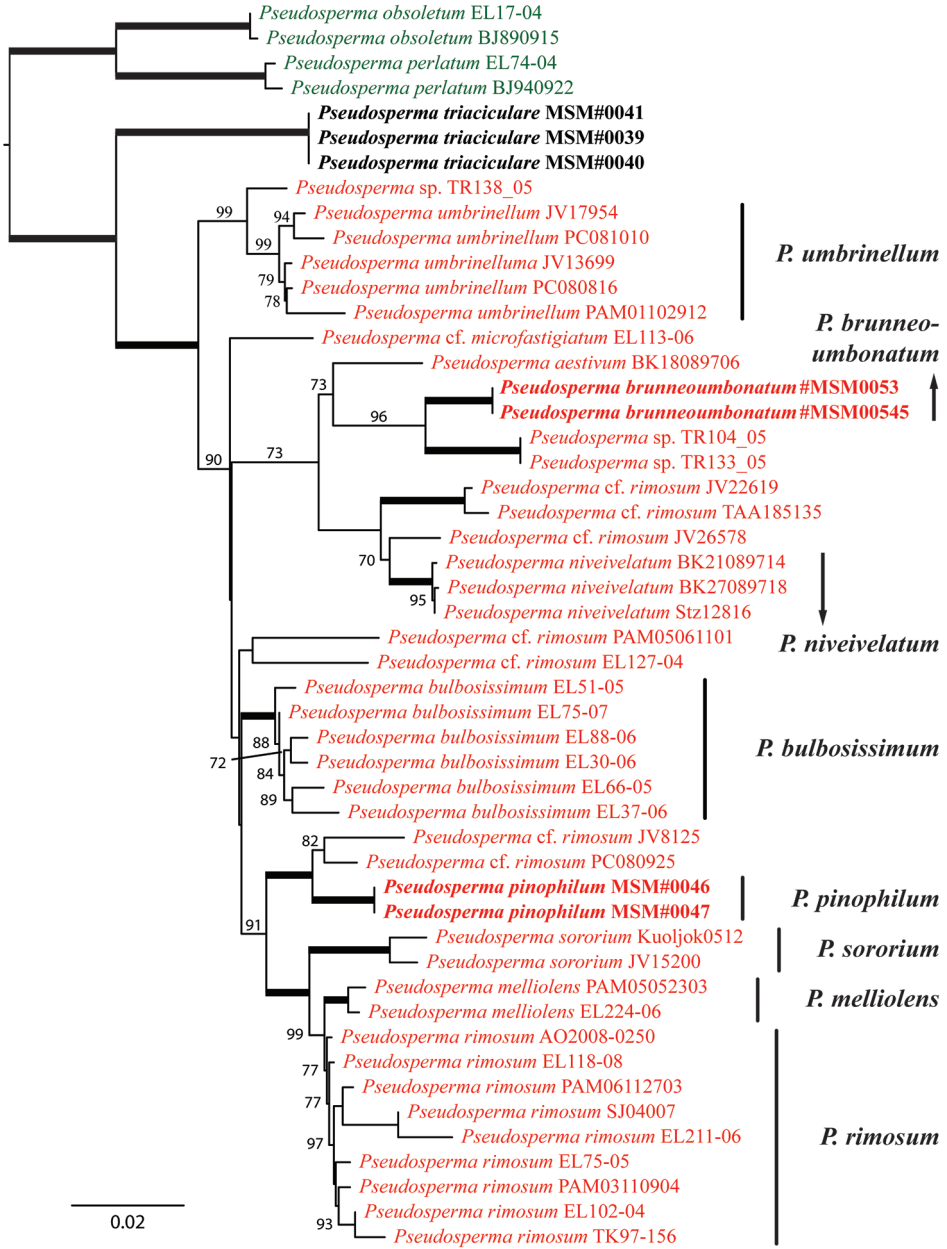 Pseudosperma obsoletum EL17-04
Pseudosperma obsoletum BJ890915
Pseudosperma perlatum EL74-04
Pseudosperma perlatum BJ940922
Pseudosperma triaciculare MSM#0041
Pseudosperma triaciculare MSM#0039
Pseudosperma triaciculare MSM#0040
Pseudosperma sp. TR138_05
99
94
Pseudosperma umbrinellum JV17954
Pseudosperma umbrinellum PC081010
99
Pseudosperma umbrinelluma JV13699
79
Pseudosperma umbrinellum PC080816
78
Pseudosperma umbrinellum PAM01102912
P. umbrinellum
Pseudosperma cf. microfastigiatum EL113-06
P. brunneo-
umbonatum
Pseudosperma aestivum BK18089706
73
Pseudosperma brunneoumbonatum #MSM0053
Pseudosperma brunneoumbonatum #MSM00545
96
Pseudosperma sp. TR104_05
Pseudosperma sp. TR133_05
90
73
Pseudosperma cf. rimosum JV22619
Pseudosperma cf. rimosum TAA185135
Pseudosperma cf. rimosum JV26578
70
Pseudosperma niveivelatum BK21089714
Pseudosperma niveivelatum BK27089718
95
Pseudosperma niveivelatum Stz12816
P. niveivelatum
Pseudosperma cf. rimosum PAM05061101
Pseudosperma cf. rimosum EL127-04
Pseudosperma bulbosissimum EL51-05
Pseudosperma bulbosissimum EL75-07
88
Pseudosperma bulbosissimum EL88-06
72
Pseudosperma bulbosissimum EL30-06
84
Pseudosperma bulbosissimum EL66-05
89
Pseudosperma bulbosissimum EL37-06
P. bulbosissimum
82
Pseudosperma cf. rimosum JV8125
Pseudosperma cf. rimosum PC080925
Pseudosperma pinophilum MSM#0046
Pseudosperma pinophilum MSM#0047
P. pinophilum
91
Pseudosperma sororium Kuoljok0512
Pseudosperma sororium JV15200
P. sororium
Pseudosperma melliolens PAM05052303
Pseudosperma melliolens EL224-06
P. melliolens
99
Pseudosperma rimosum AO2008-0250
Pseudosperma rimosum EL118-08
77
Pseudosperma rimosum PAM06112703
77
Pseudosperma rimosum SJ04007
Pseudosperma rimosum EL211-06
97
Pseudosperma rimosum EL75-05
Pseudosperma rimosum PAM03110904
Pseudosperma rimosum EL102-04
93
Pseudosperma rimosum TK97-156
P. rimosum
0.02